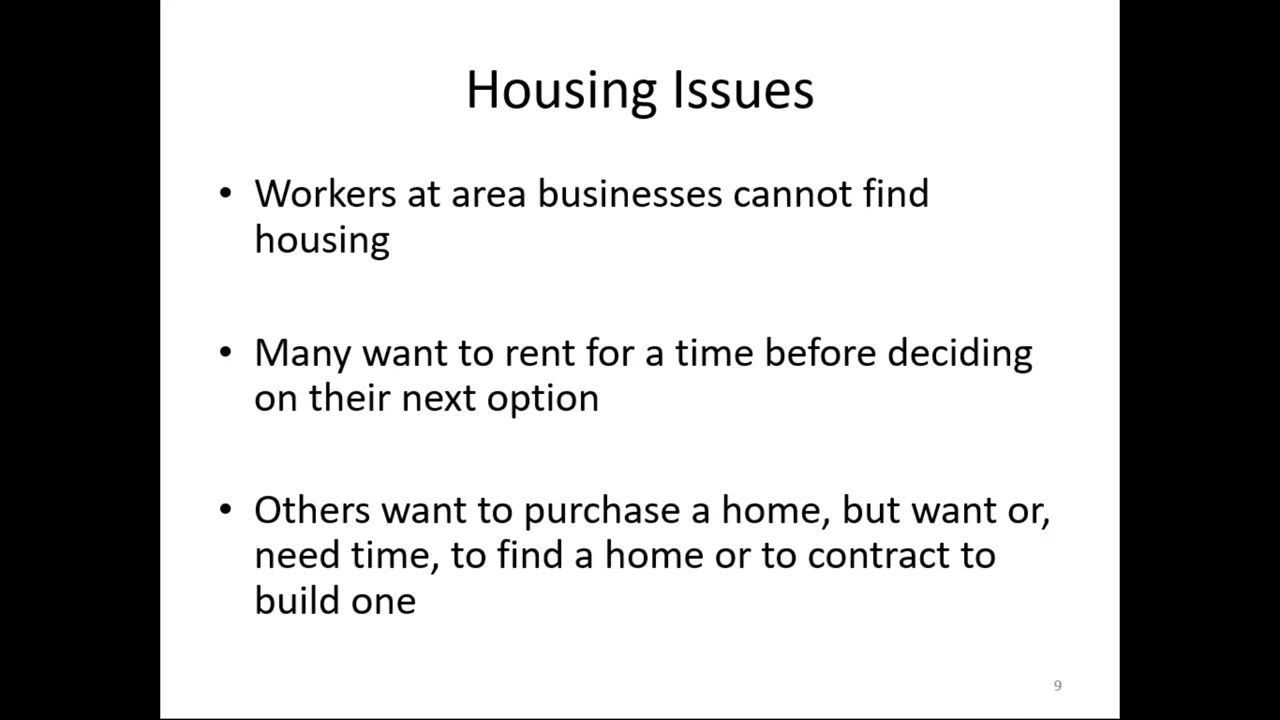 Housing Issues
• Workers at area businesses cannot find
housing
• Many want to rent for a time before deciding
on their next option
• Others want to purchase a home, but want or,
need time, to find a home or to contract to
build one
9